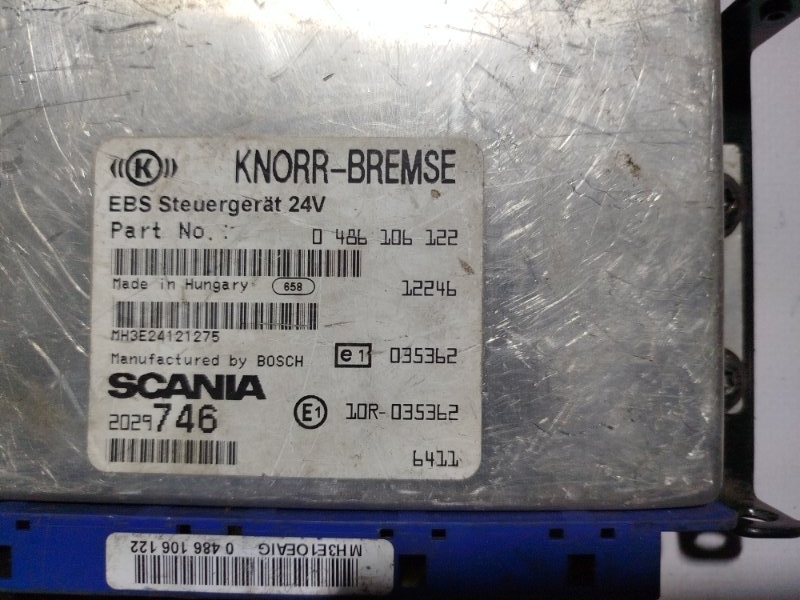 K KNORR-BREMSE
EBS Steuergerät 24V
Part No.: 0 486 106 122
Made in Hungary 658 12246
MH3E24121275
Manufactured by BOSCH e1 035362
SCANIA
2029746 E1 10R-035362
6411
MH3E10EAIG 0 486 106 122